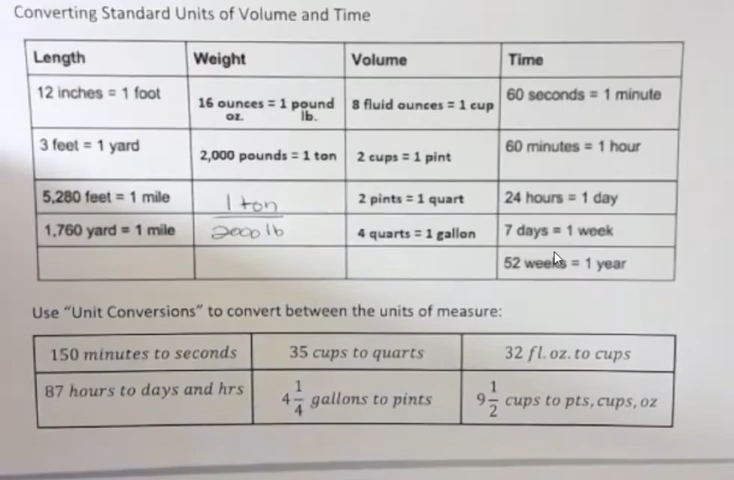 Converting Standard Units of Volume and Time
Length Weight Volume Time
12 inches = 1 foot 16 ounces = 1 pound 8 fluid ounces = 1 cup 60 seconds = 1 minute
oz. lb.
3 feet = 1 yard 2,000 pounds = 1 ton 2 cups = 1 pint 60 minutes = 1 hour
5,280 feet = 1 mile 1 ton 2 pints = 1 quart 24 hours = 1 day
1,760 yard = 1 mile 2000 lb 4 quarts = 1 gallon 7 days = 1 week
52 weeks = 1 year
Use “Unit Conversions” to convert between the units of measure:
150 minutes to seconds 35 cups to quarts 32 fl. oz. to cups
87 hours to days and hrs 4 1/4 gallons to pints 9 1/2 cups to pts, cups, oz